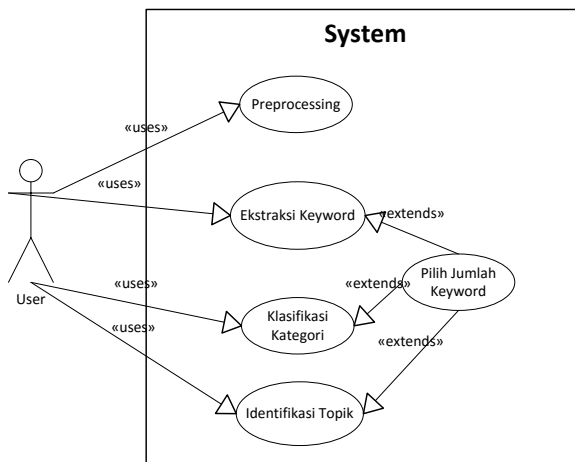 System
Preprocessing
«uses»
«uses»
Ekstraksi Keyword
«extends»
Pilih Jumlah
Keyword
User
«uses»
«extends»
Klasifikasi
Kategori
«uses»
«extends»
Identifikasi Topik